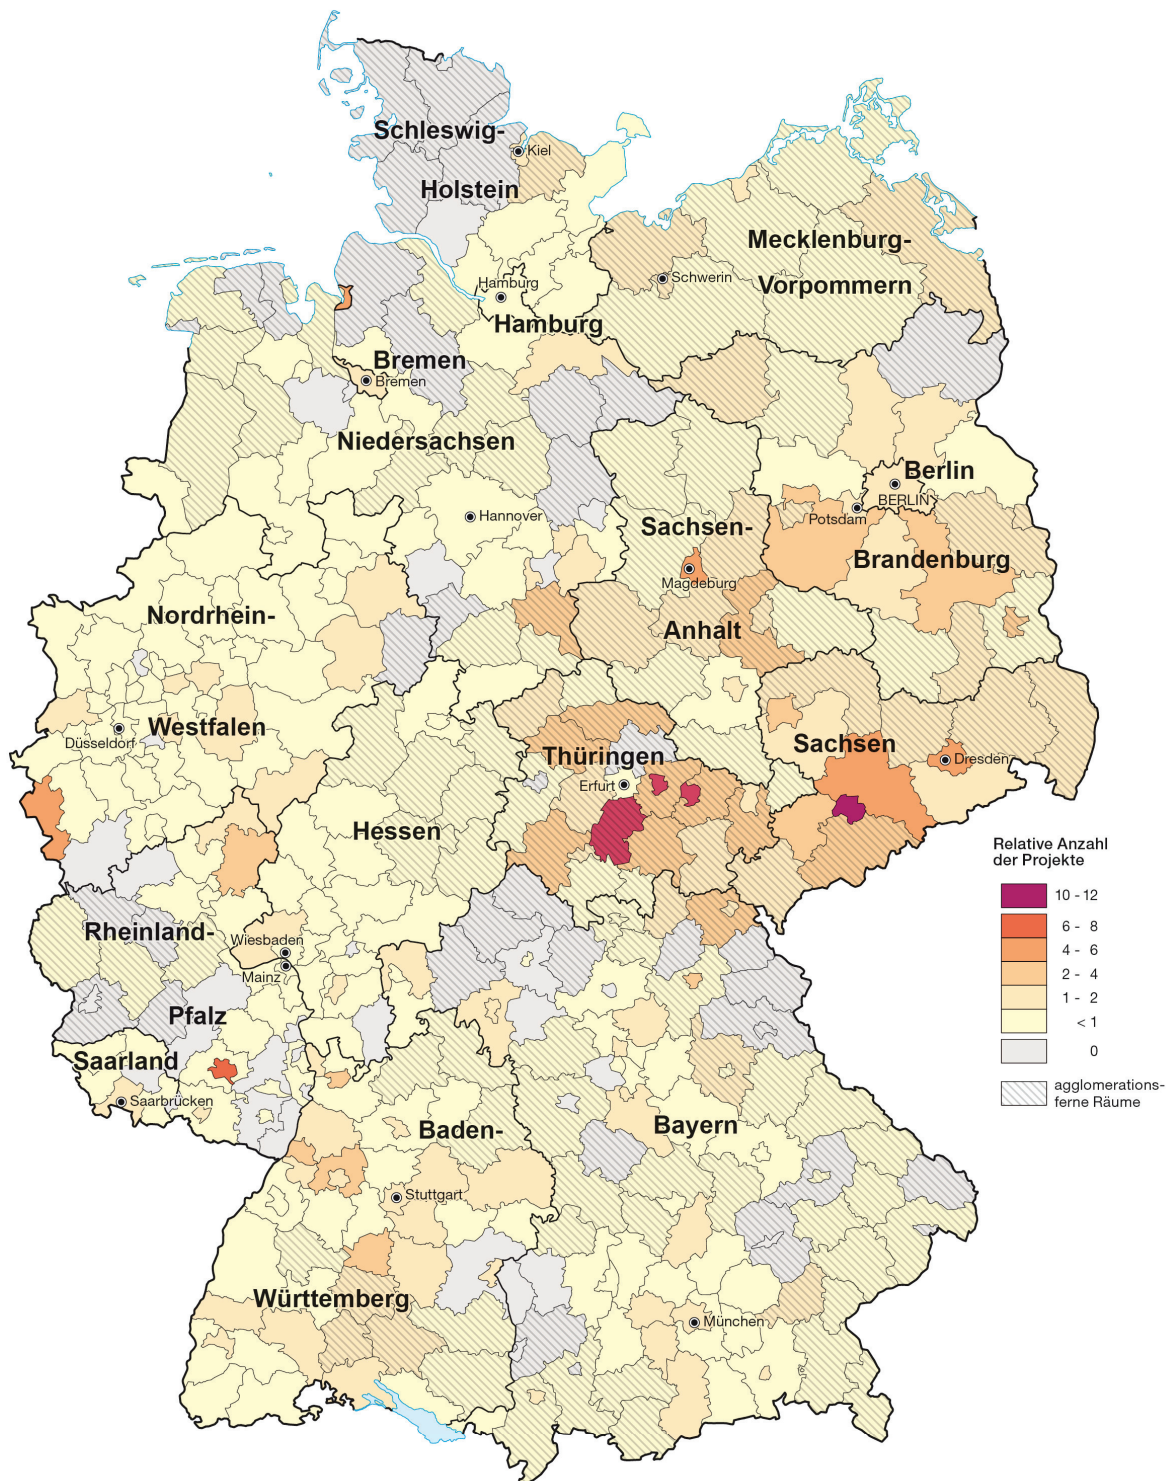 Schleswig-
Kiel
Holstein
Mecklenburg-
Schwerin
Vorpommern
Hamburg
Hamburg
Bremen
Bremen
Niedersachsen
Berlin
BERLIN
Potsdam
Hannover
Sachsen-
Brandenburg
Magdeburg
Nordrhein-
Anhalt
Westfalen
Düsseldorf
Sachsen
Dresden
Thüringen
Erfurt
Hessen
Rheinland-
Wiesbaden
Mainz
Pfalz
Saarland
Saarbrücken
Baden-
Bayern
Stuttgart
Württemberg
München
Relative Anzahl
der Projekte
10 - 12
6 - 8
4 - 6
2 - 4
1 - 2
< 1
0
agglomerations-
ferne Räume